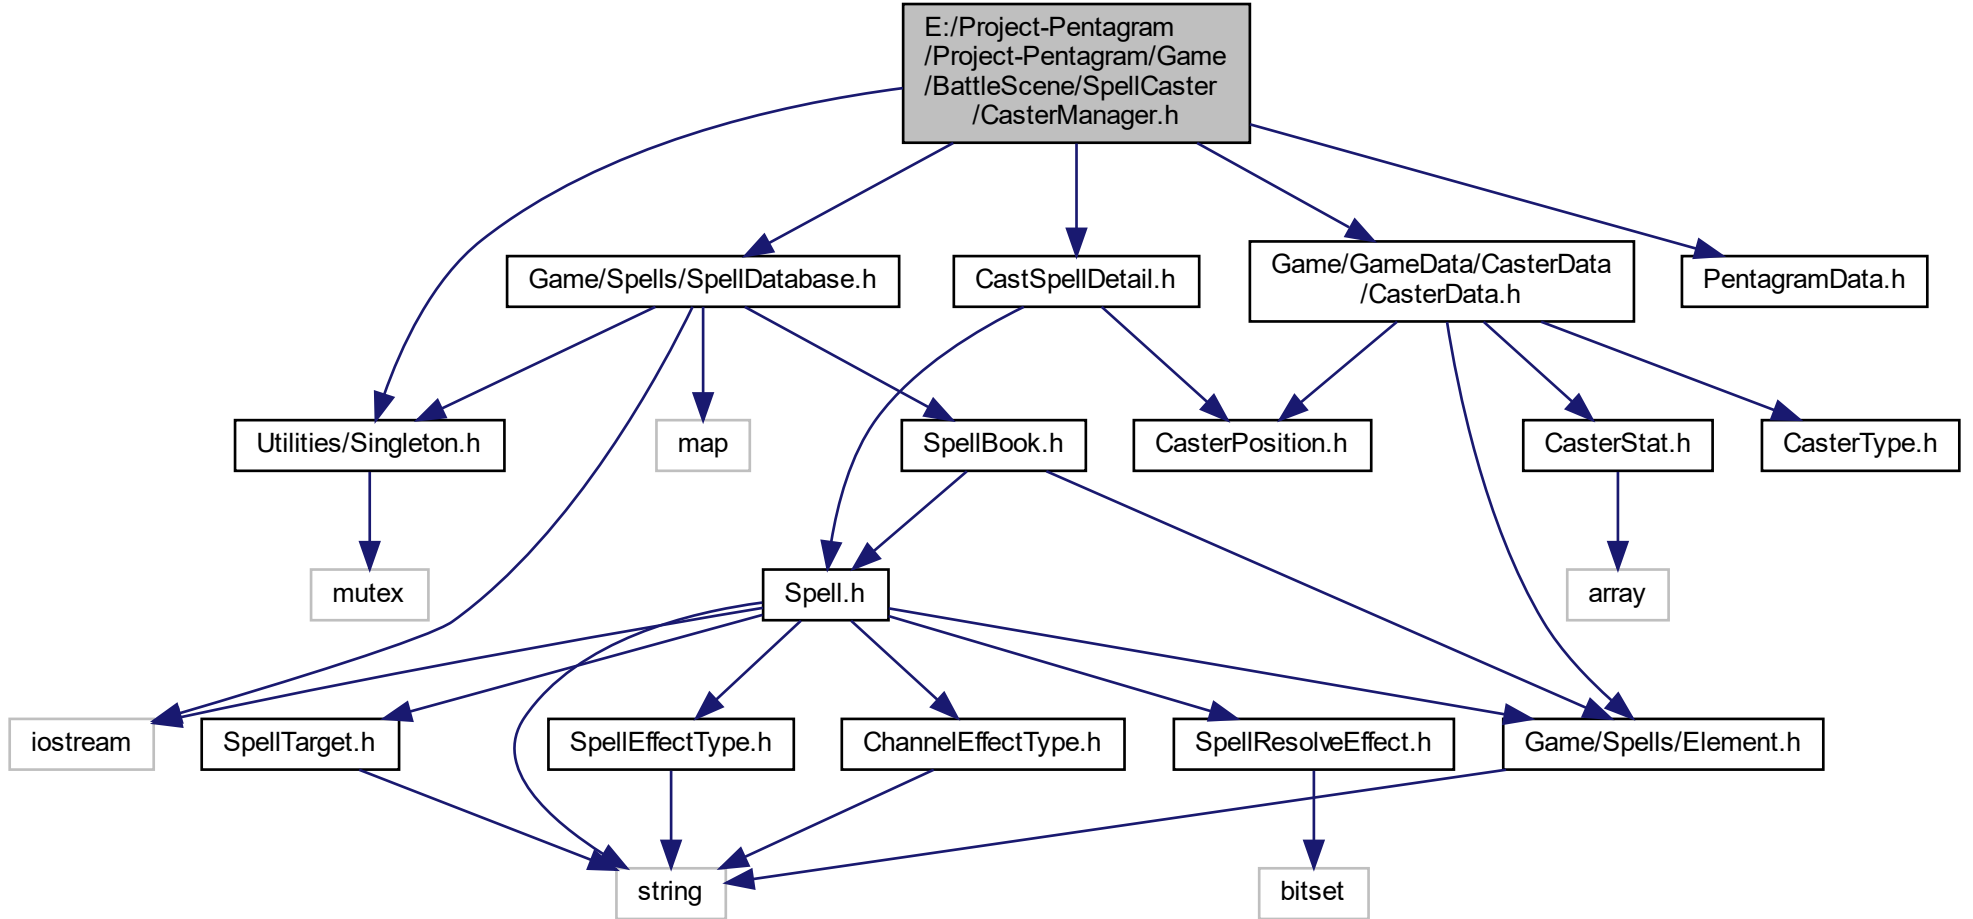 E:/Project-Pentagram
/Project-Pentagram/Game
/BattleScene/SpellCaster
/CasterManager.h
Game/Spells/SpellDatabase.h
CastSpellDetail.h
Game/GameData/CasterData
/CasterData.h
PentagramData.h
Utilities/Singleton.h
map
SpellBook.h
CasterPosition.h
CasterStat.h
CasterType.h
mutex
Spell.h
array
iostream
SpellTarget.h
SpellEffectType.h
ChannelEffectType.h
SpellResolveEffect.h
Game/Spells/Element.h
string
bitset